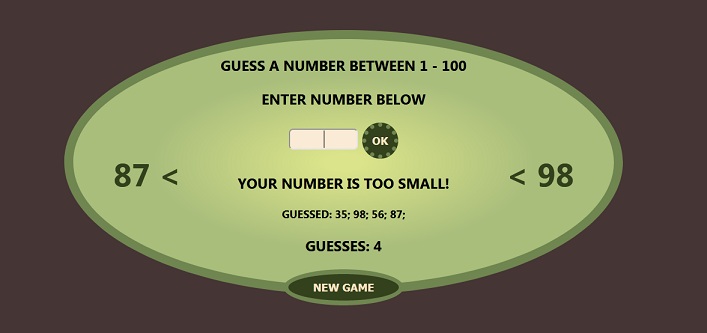 GUESS A NUMBER BETWEEN 1 - 100
ENTER NUMBER BELOW
OK
87 <
YOUR NUMBER IS TOO SMALL!
< 98
GUESSED: 35; 98; 56; 87;
GUESSES: 4
NEW GAME